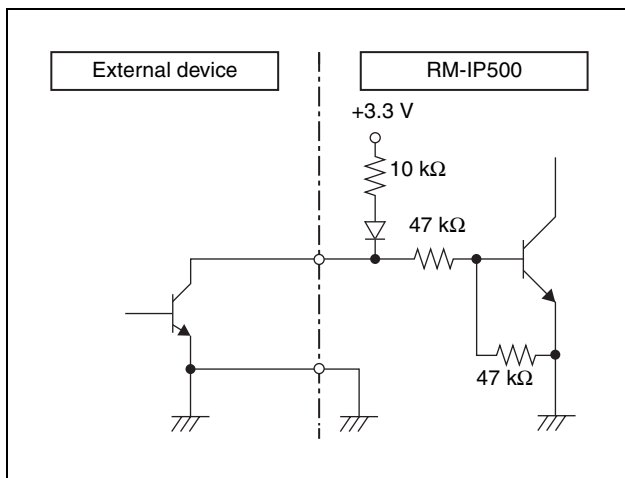 External device
RM-IP500
+3.3 V
10 kΩ
47 kΩ
47 kΩ